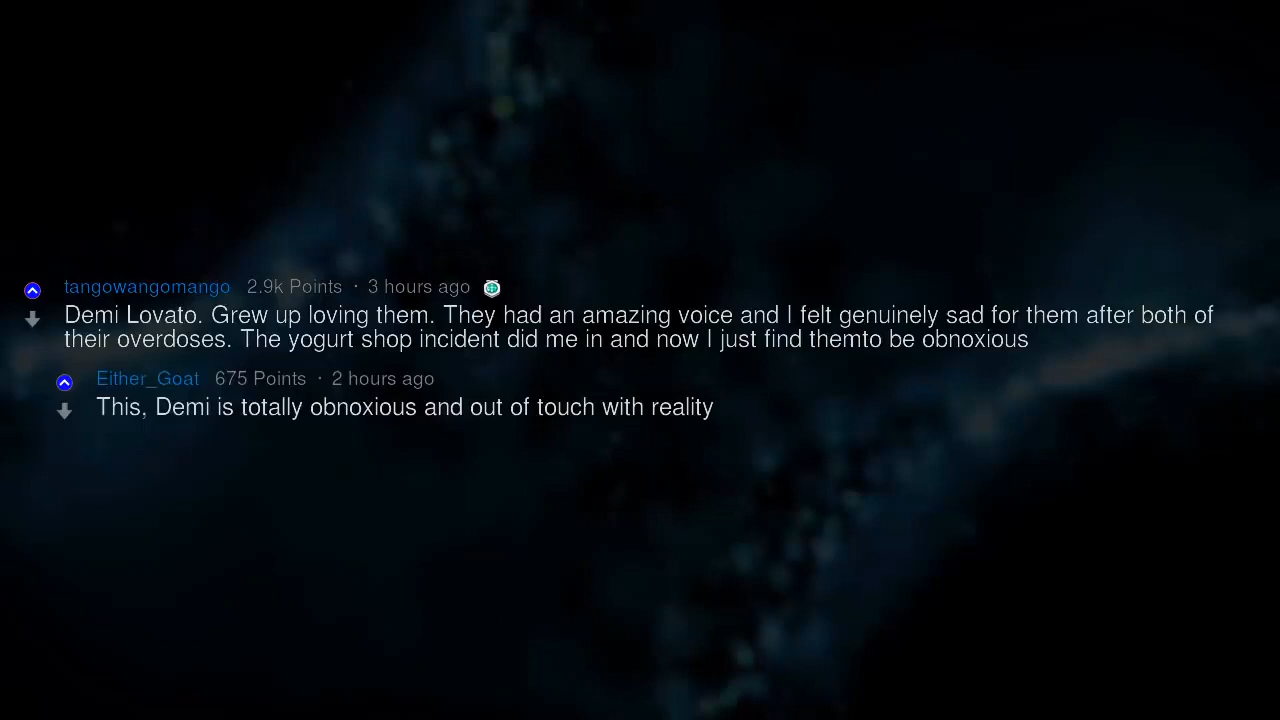 tangowangomango 2.9k Points · 3 hours ago
Demi Lovato. Grew up loving them. They had an amazing voice and I felt genuinely sad for them after both of
their overdoses. The yogurt shop incident did me in and now I just find themto be obnoxious
Either_Goat 675 Points · 2 hours ago
This, Demi is totally obnoxious and out of touch with reality